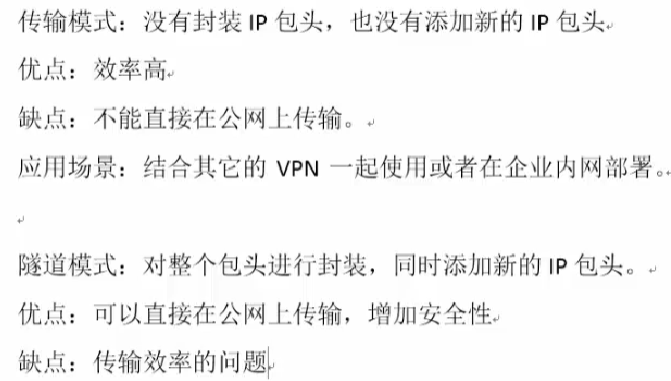 传输模式：没有封装 IP 包头，也没有添加新的 IP 包头
优点：效率高
缺点：不能直接在公网上传输。
应用场景：结合其它的 VPN 一起使用或者在企业内网部署。
隧道模式：对整个包头进行封装，同时添加新的 IP 包头。
优点：可以直接在公网上传输，增加安全性
缺点：传输效率的问题